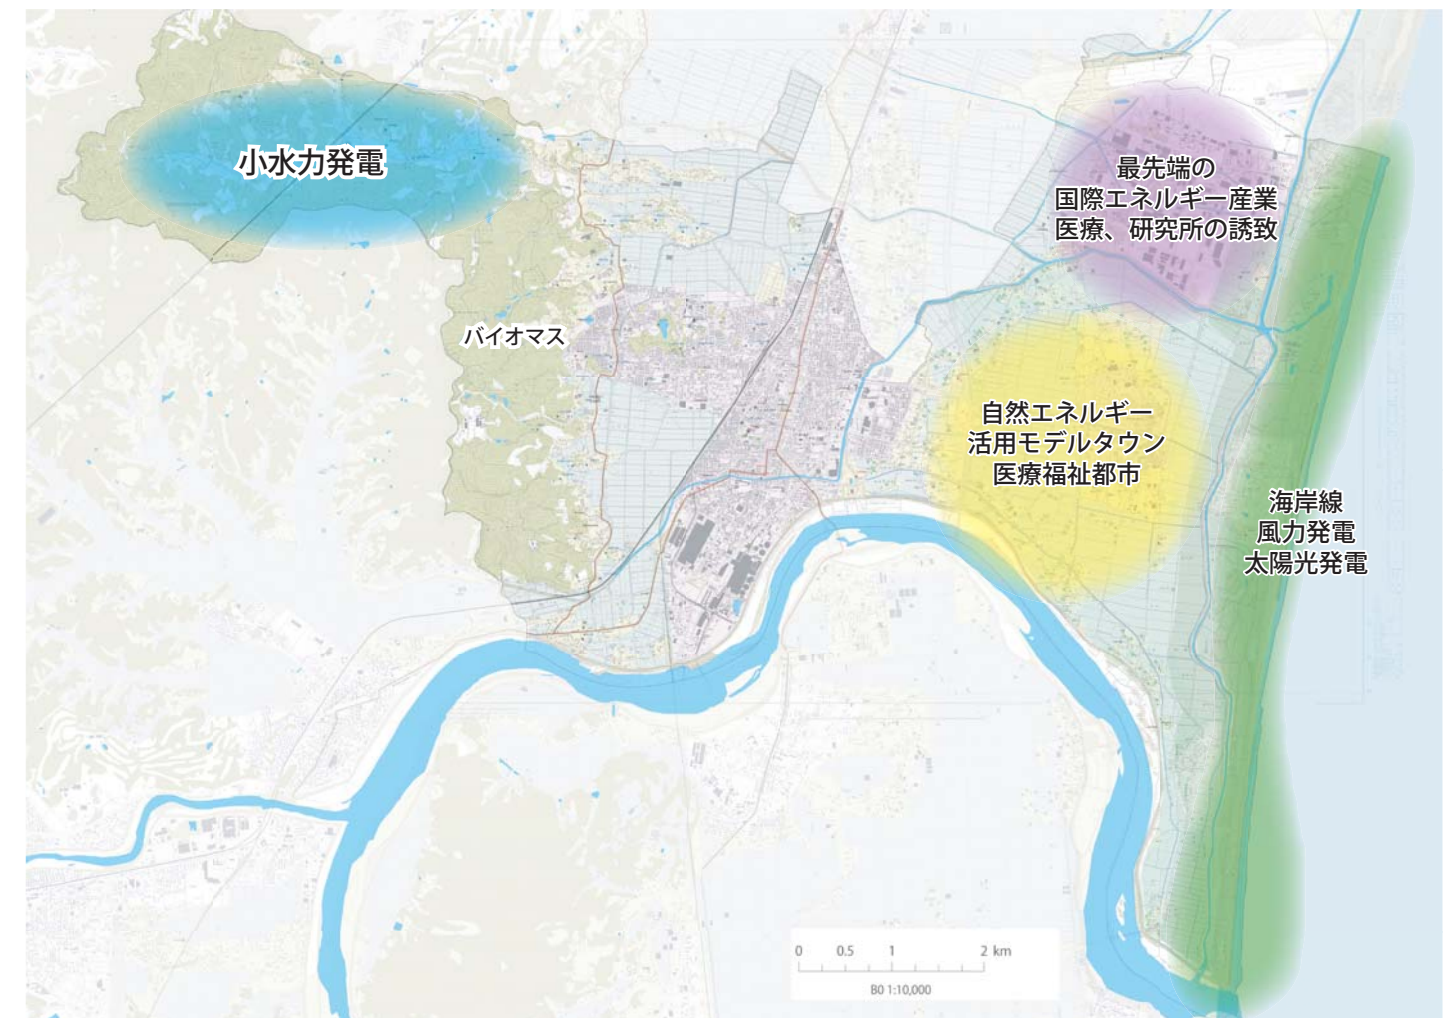 小水力発電
最先端の
国際エネルギー産業
医療、研究所の誘致
バイオマス
自然エネルギー
活用モデルタウン
医療福祉都市
海岸線
風力発電
太陽光発電
0 0.5 1 2 km
B0 1:10,000